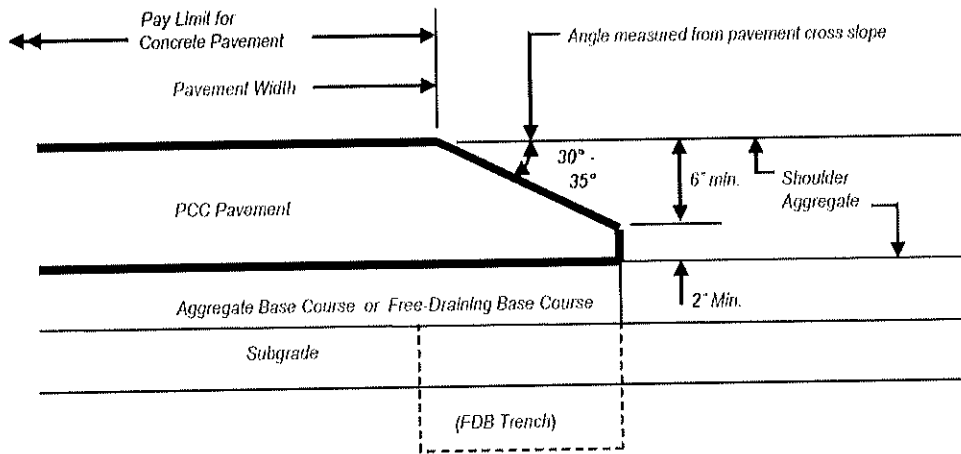 Pay Limit for
Concrete Pavement
Angle measured from pavement cross slope
Pavement Width
30° -
35°
6" min.
Shoulder
Aggregate
PCC Pavement
2" Min.
Aggregate Base Course or Free-Draining Base Course
Subgrade
(FDB Trench)